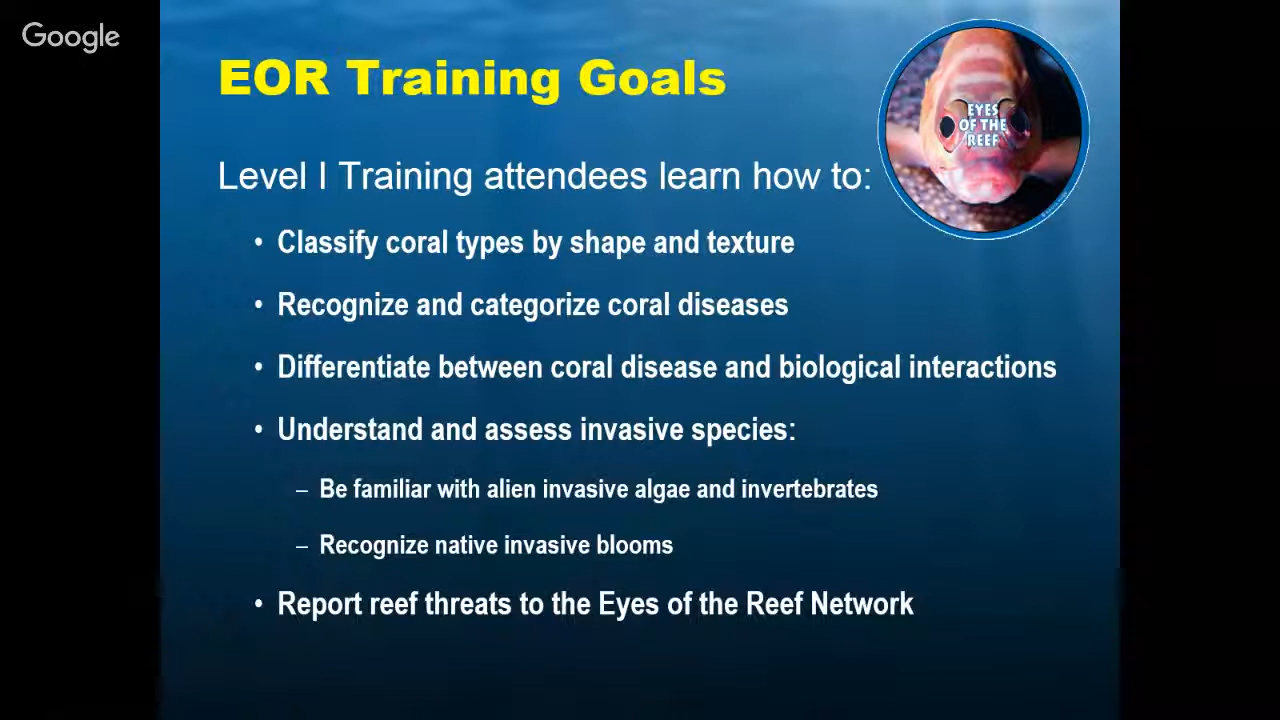 Google
EOR Training Goals
EYES
OF THE
REEF
Level I Training attendees learn how to:
• Classify coral types by shape and texture
• Recognize and categorize coral diseases
• Differentiate between coral disease and biological interactions
• Understand and assess invasive species:
– Be familiar with alien invasive algae and invertebrates
– Recognize native invasive blooms
• Report reef threats to the Eyes of the Reef Network